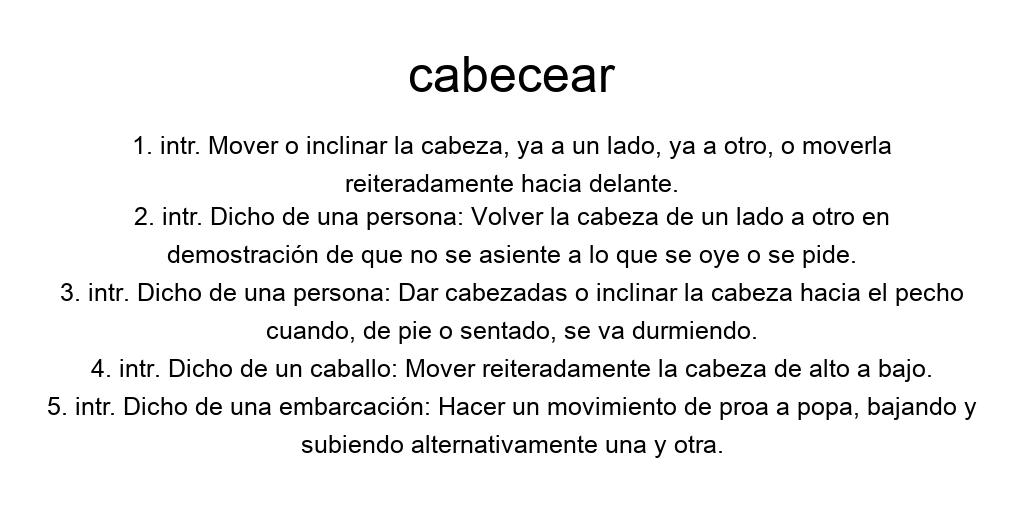 cabecear
1. intr. Mover o inclinar la cabeza, ya a un lado, ya a otro, o moverla
reiteradamente hacia delante.
2. intr. Dicho de una persona: Volver la cabeza de un lado a otro en
demostración de que no se asiente a lo que se oye o se pide.
3. intr. Dicho de una persona: Dar cabezadas o inclinar la cabeza hacia el pecho
cuando, de pie o sentado, se va durmiendo.
4. intr. Dicho de un caballo: Mover reiteradamente la cabeza de alto a bajo.
5. intr. Dicho de una embarcación: Hacer un movimiento de proa a popa, bajando y
subiendo alternativamente una y otra.